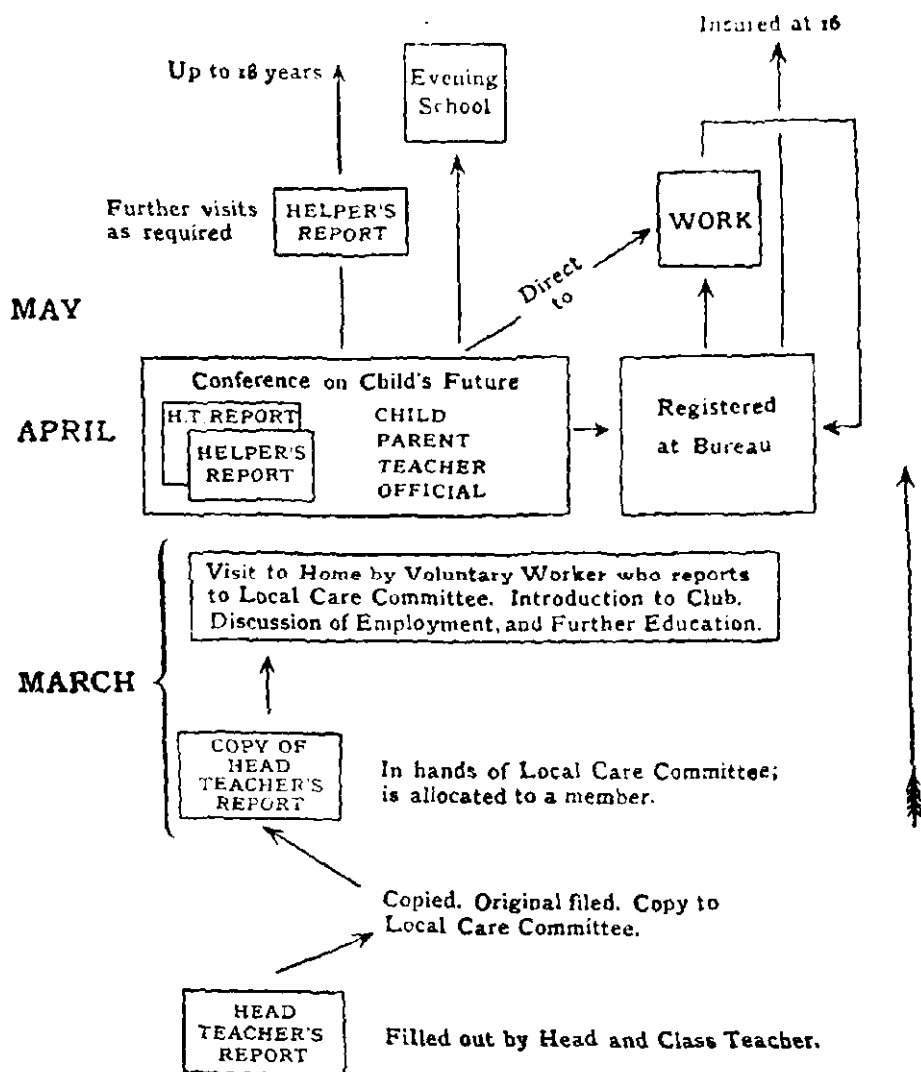 Insured at 16
Up to 18 years
Evening
School
Further visits
as required
HELPER'S
REPORT
WORK
Direct
to
MAY
Conference on Child's Future
H.T. REPORT
HELPER'S
REPORT
CHILD
PARENT
TEACHER
OFFICIAL
Registered
at Bureau
APRIL
Visit to Home by Voluntary Worker who reports
to Local Care Committee. Introduction to Club.
Discussion of Employment, and Further Education.
MARCH
COPY OF
HEAD
TEACHER'S
REPORT
In hands of Local Care Committee;
is allocated to a member.
Copied. Original filed. Copy to
Local Care Committee.
HEAD
TEACHER'S
REPORT
Filled out by Head and Class Teacher.